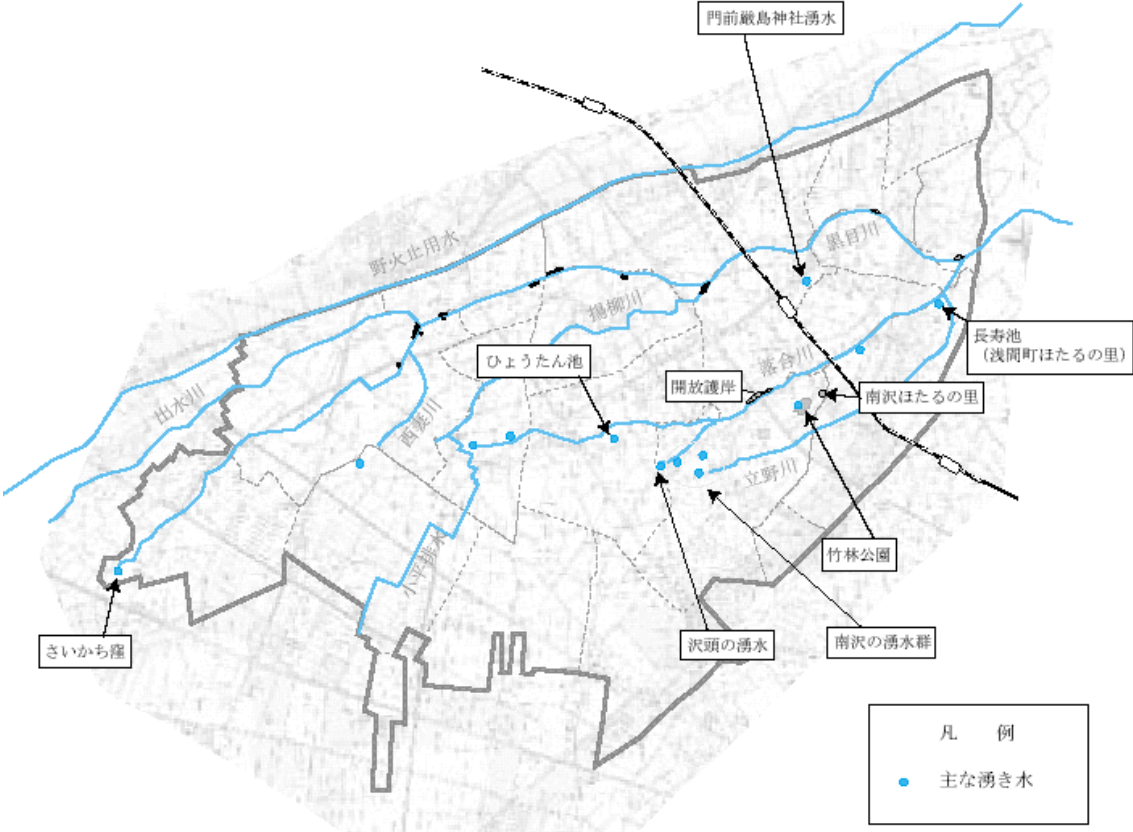 門前厳島神社湧水
野火止用水
黒目川
楊柳川
長寿池
（浅間町ほたるの里）
ひょうたん池
落合川
開放護岸
南沢ほたるの里
出水川
西妻川
立野川
小平排水
竹林公園
さいかち窪
沢頭の湧水
南沢の湧水群
凡　例
主な湧き水